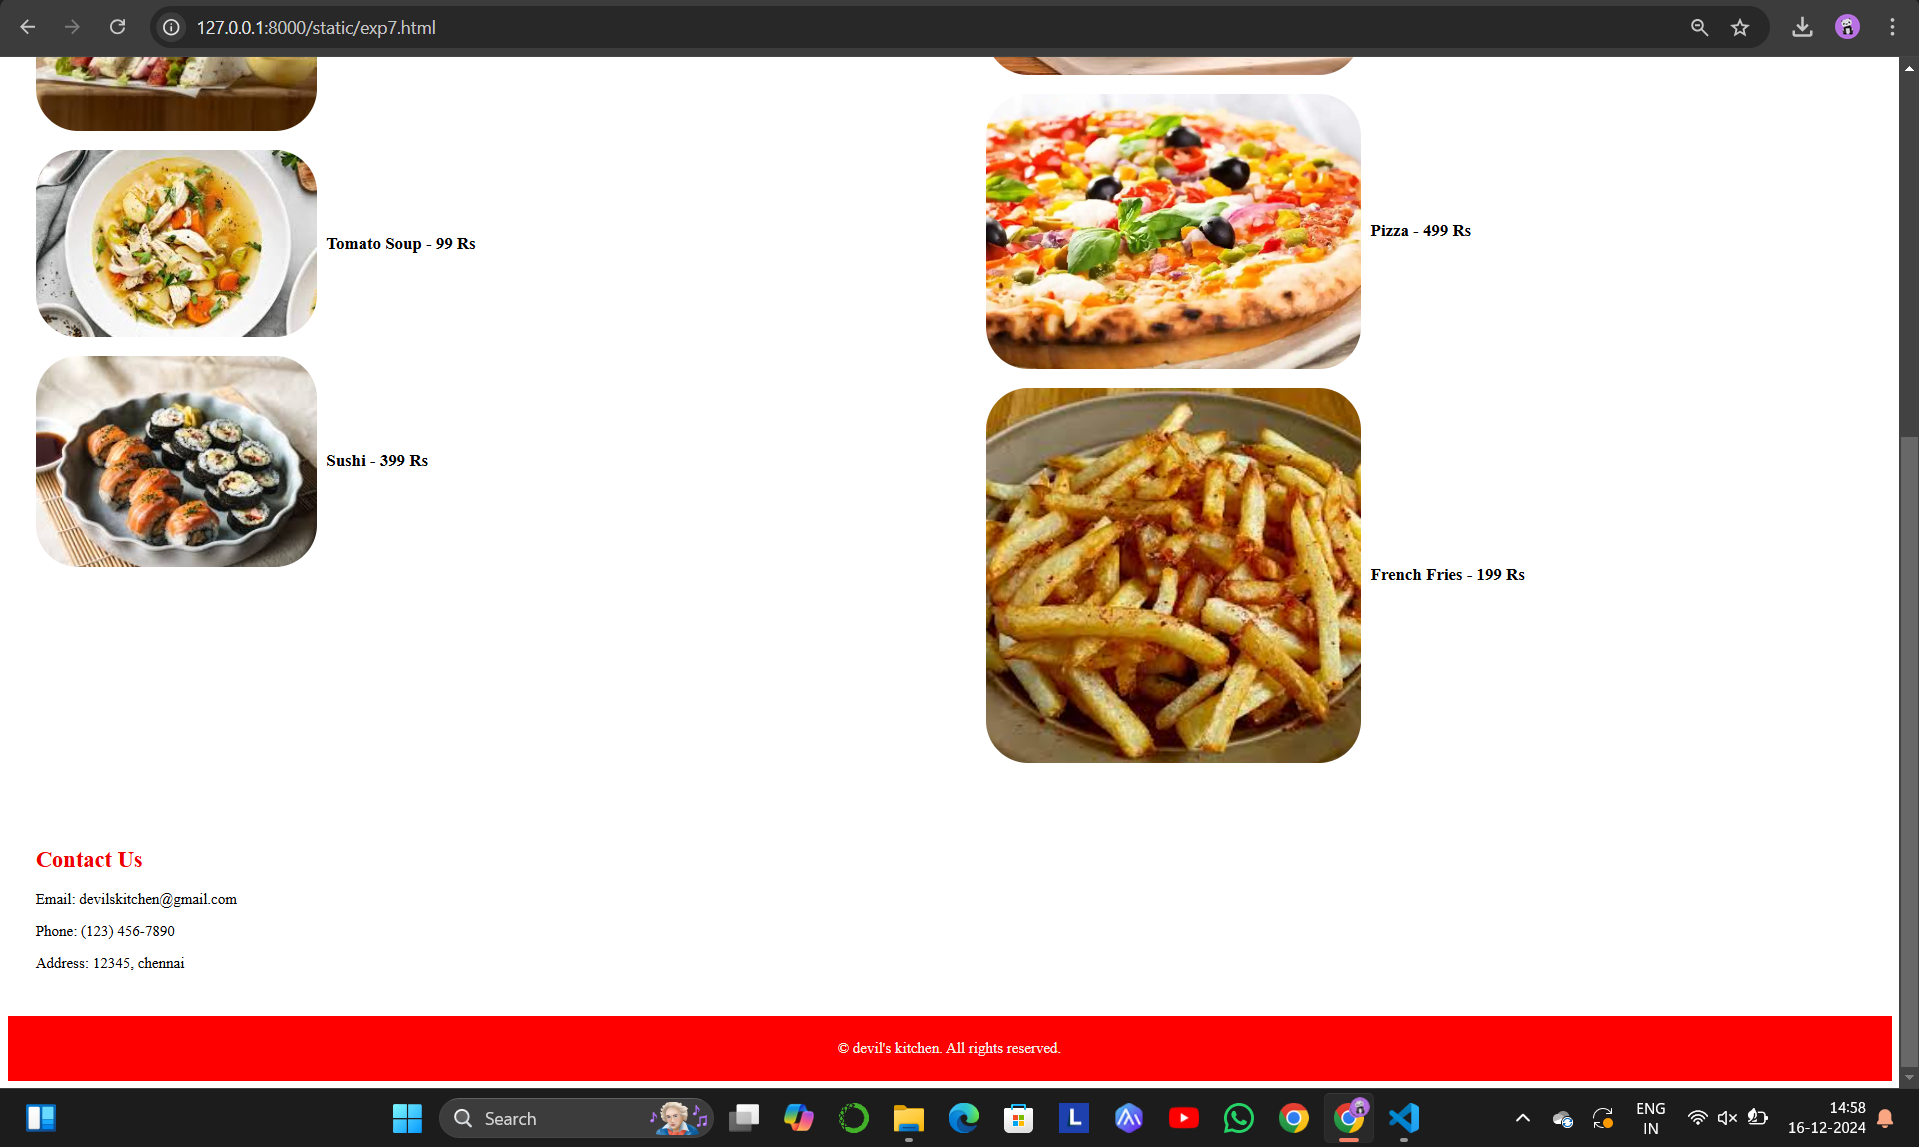 127.0.0.1:8000/static/exp7.html
Tomato Soup - 99 Rs
Sushi - 399 Rs
Pizza - 499 Rs
French Fries - 199 Rs
Contact Us
Email: devilskitchen@gmail.com
Phone: (123) 456-7890
Address: 12345, chennai
© devil's kitchen. All rights reserved.
Search
L
ENG
IN
14:58
16-12-2024